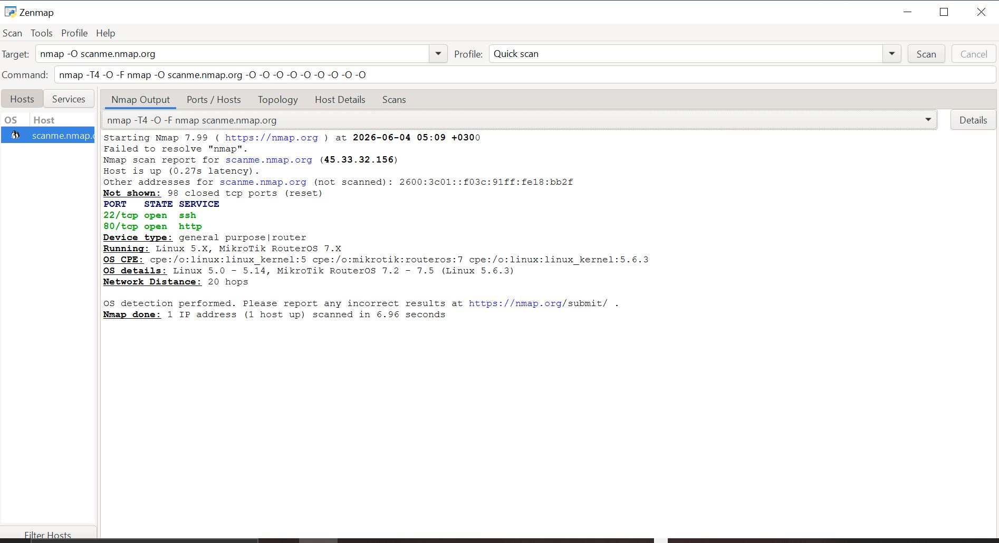 Zenmap
Scan Tools Profile Help
Target: nmap -O scanme.nmap.org Profile: Quick scan Scan Cancel
Command: nmap -T4 -O -F nmap -O scanme.nmap.org -O -O -O -O -O -O -O -O -O
Hosts Services
OS Host
scanme.nmap.
Nmap Output Ports / Hosts Topology Host Details Scans
nmap -T4 -O -F nmap scanme.nmap.org Details
Starting Nmap 7.99 ( https://nmap.org ) at 2026-06-04 05:09 +0300
Failed to resolve "nmap".
Nmap scan report for scanme.nmap.org (45.33.32.156)
Host is up (0.27s latency).
Other addresses for scanme.nmap.org (not scanned): 2600:3c01::f03c:91ff:fe18:bb2f
Not shown: 98 closed tcp ports (reset)
PORT STATE SERVICE
22/tcp open ssh
80/tcp open http
Device type: general purpose|router
Running: Linux 5.X, MikroTik RouterOS 7.X
OS CPE: cpe:/o:linux:linux_kernel:5 cpe:/o:mikrotik:routeros:7 cpe:/o:linux:linux_kernel:5.6.3
OS details: Linux 5.0 - 5.14, MikroTik RouterOS 7.2 - 7.5 (Linux 5.6.3)
Network Distance: 20 hops
OS detection performed. Please report any incorrect results at https://nmap.org/submit/ .
Nmap done: 1 IP address (1 host up) scanned in 6.96 seconds
Filter Hosts